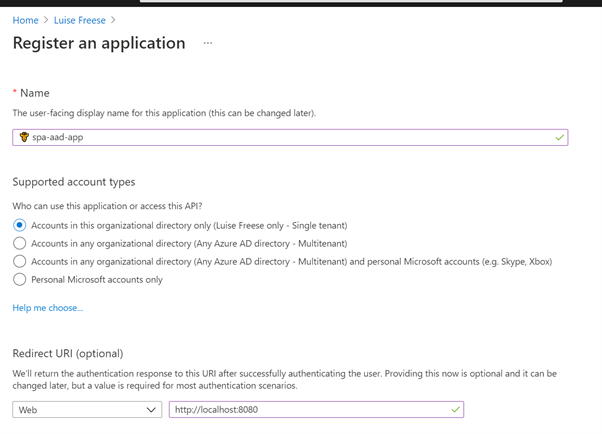 Home > Luise Freese >
Register an application ...
* Name
The user-facing display name for this application (this can be changed later).
🐮 spa-aad-app
Supported account types
Who can use this application or access this API?
Accounts in this organizational directory only (Luise Freese only - Single tenant)
Accounts in any organizational directory (Any Azure AD directory - Multitenant)
Accounts in any organizational directory (Any Azure AD directory - Multitenant) and personal Microsoft accounts (e.g. Skype, Xbox)
Personal Microsoft accounts only
Help me choose...
Redirect URI (optional)
We'll return the authentication response to this URI after successfully authenticating the user. Providing this now is optional and it can be
changed later, but a value is required for most authentication scenarios.
Web http://localhost:8080